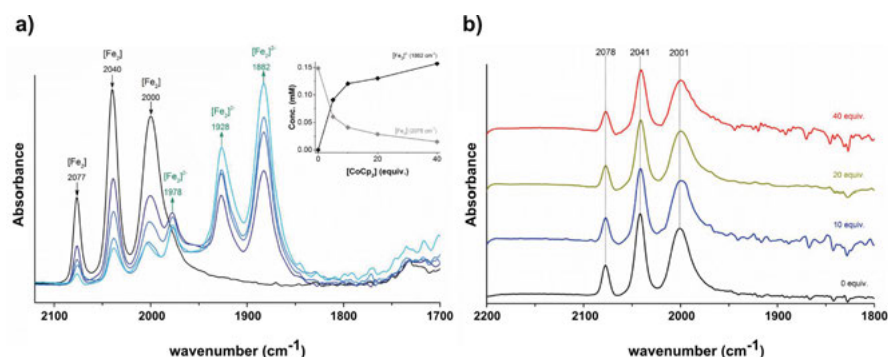 a)
[Fe₂]
2040
[Fe₂]
2000
[Fe₂]²⁻
1882
[Fe₂]²⁻
1928
[Fe₂]
2077
[Fe₂]²⁻
1978
[Fe₂]²⁻ (1882 cm⁻¹)
[Fe₂] (2078 cm⁻¹)
0.15
0.10
0.05
0.00
Conc. (mM)
0 10 20 30 40
[CoCp₂] (equiv.)
Absorbance
2100 2000 1900 1800 1700
wavenumber (cm⁻¹)
b)
2078 2041 2001
40 equiv.
20 equiv.
10 equiv.
0 equiv.
Absorbance
2200 2100 2000 1900 1800
wavenumber (cm⁻¹)